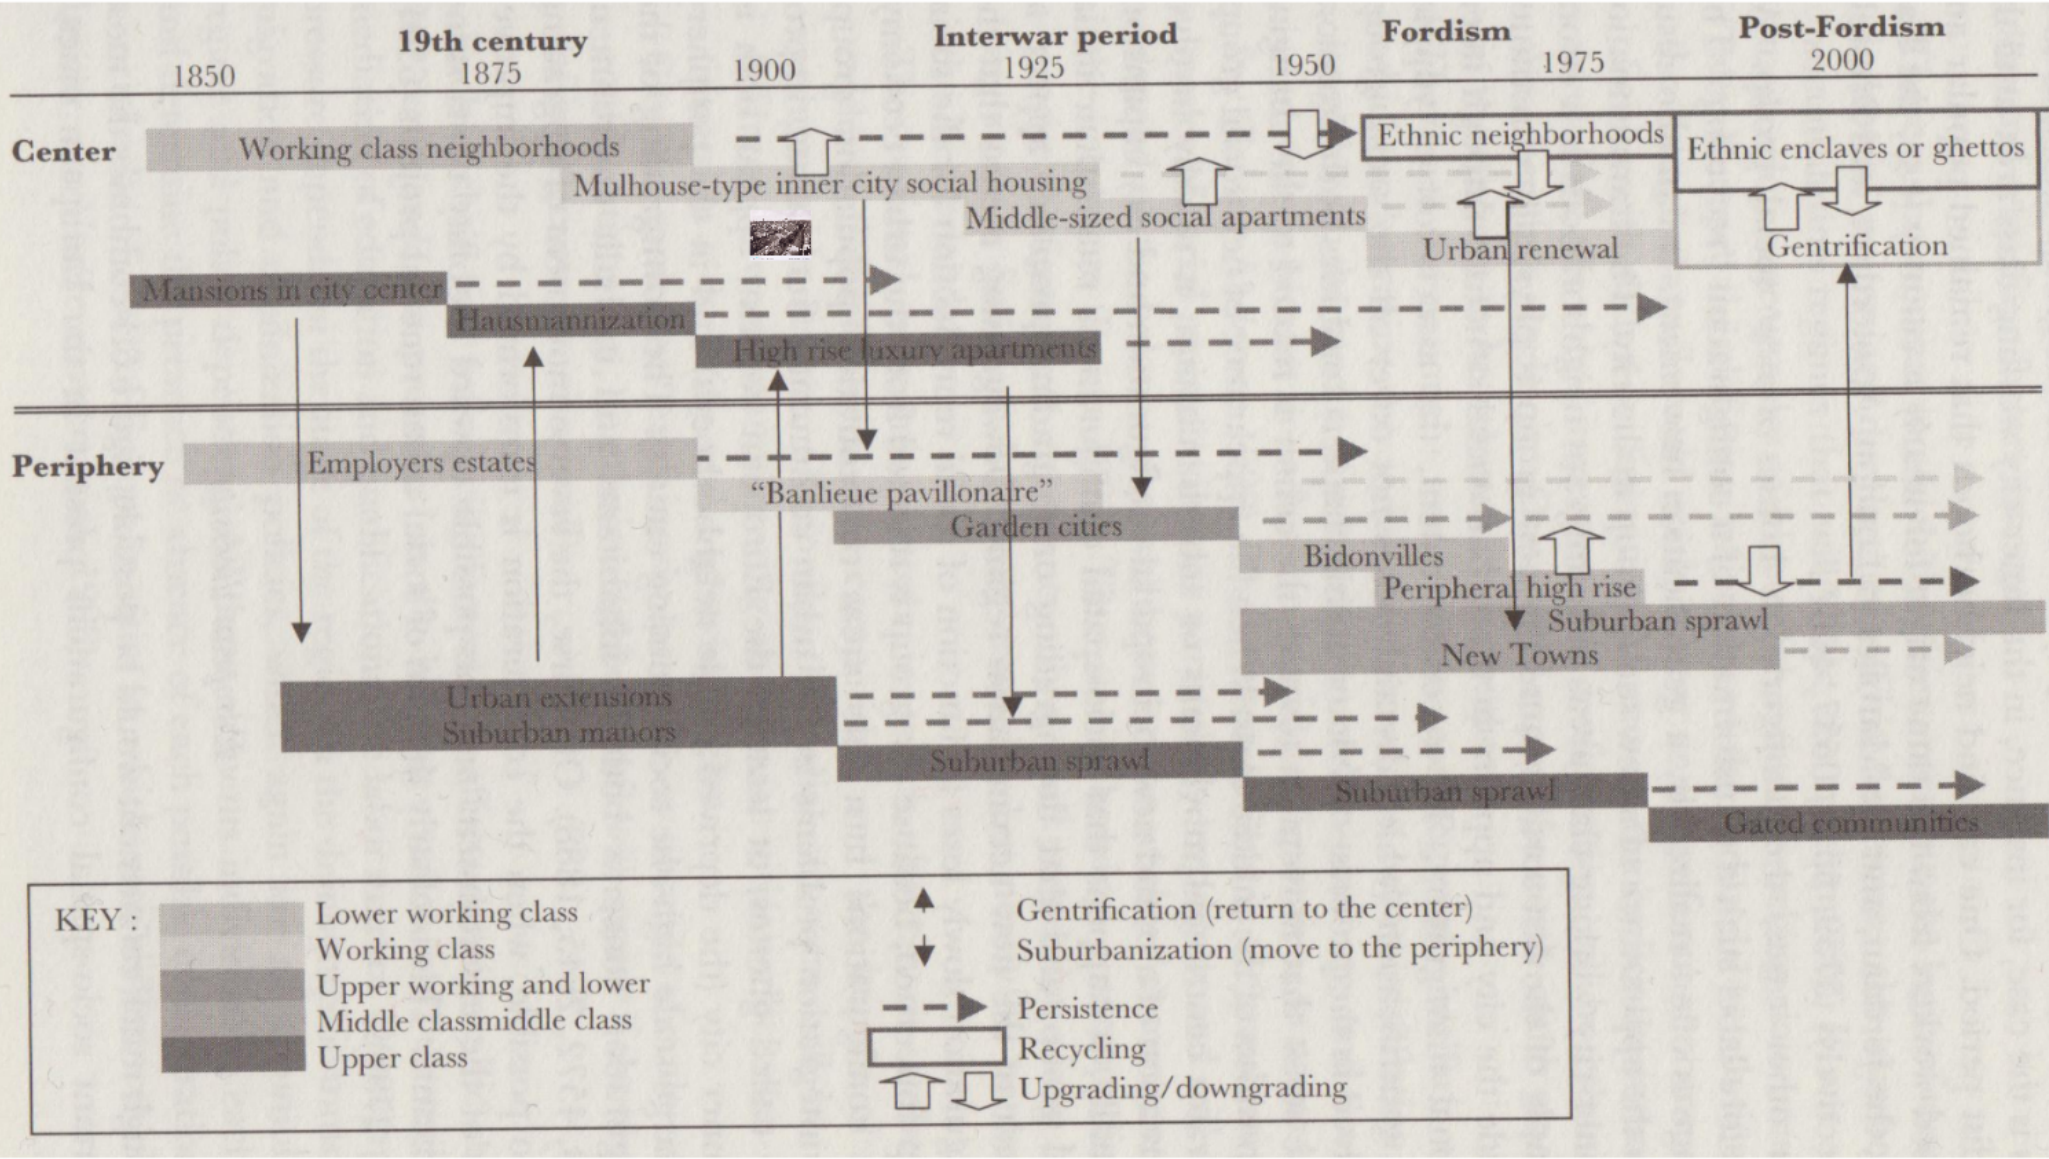 19th century Interwar period Fordism Post-Fordism
1850 1875 1900 1925 1950 1975 2000
Center
Working class neighborhoods
Ethnic neighborhoods
Ethnic enclaves or ghettos
Mulhouse-type inner city social housing
Middle-sized social apartments
Urban renewal
Gentrification
Mansions in city center
Hausmannization
High rise luxury apartments
Periphery
Employers estates
“Banlieue pavillonaire”
Garden cities
Bidonvilles
Peripheral high rise
Suburban sprawl
New Towns
Urban extensions
Suburban manors
Suburban sprawl
Suburban sprawl
Gated communities
KEY :
Lower working class
Working class
Upper working and lower
Middle classmiddle class
Upper class
Gentrification (return to the center)
Suburbanization (move to the periphery)
Persistence
Recycling
Upgrading/downgrading